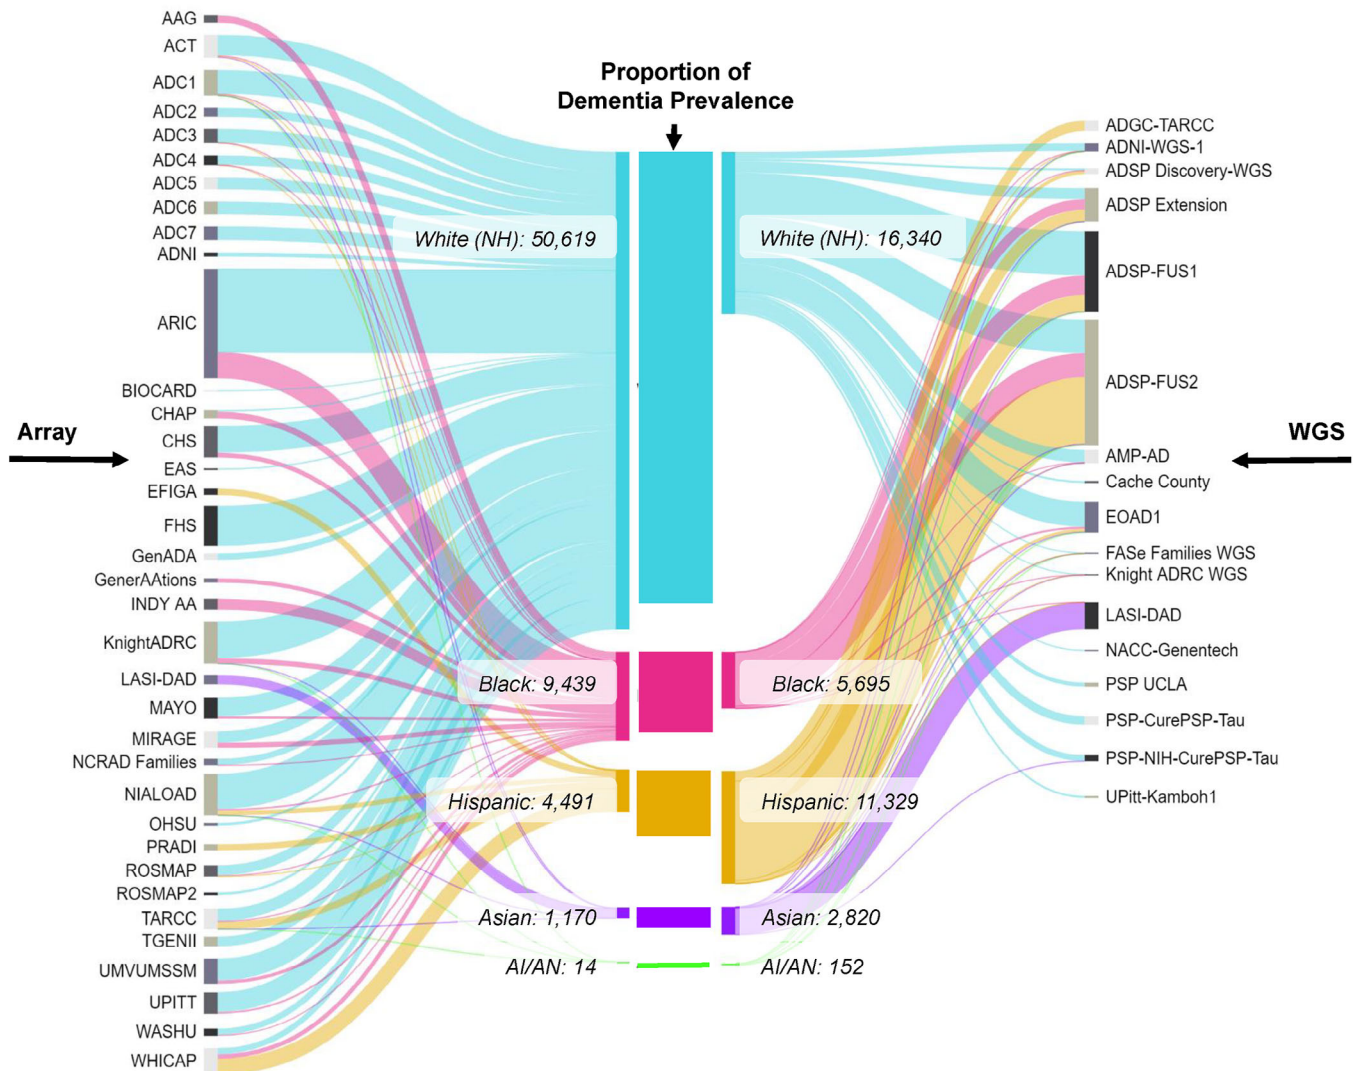 Proportion of
Dementia Prevalence
Array
AAG
ACT
ADC1
ADC2
ADC3
ADC4
ADC5
ADC6
ADC7
ADNI
ARIC
BIOCARD
CHAP
CHS
EAS
EFIGA
FHS
GenADA
GenerAAtions
INDY AA
KnightADRC
LASI-DAD
MAYO
MIRAGE
NCRAD Families
NIALOAD
OHSU
PRADI
ROSMAP
ROSMAP2
TARCC
TGENII
UMVUMSSM
UPITT
WASHU
WHICAP
White (NH): 50,619
Black: 9,439
Hispanic: 4,491
Asian: 1,170
AI/AN: 14
White (NH): 16,340
Black: 5,695
Hispanic: 11,329
Asian: 2,820
AI/AN: 152
ADGC-TARCC
ADNI-WGS-1
ADSP Discovery-WGS
ADSP Extension
ADSP-FUS1
ADSP-FUS2
AMP-AD
Cache County
EOAD1
FASe Families WGS
Knight ADRC WGS
LASI-DAD
NACC-Genentech
PSP UCLA
PSP-CurePSP-Tau
PSP-NIH-CurePSP-Tau
UPitt-Kamboh1
WGS